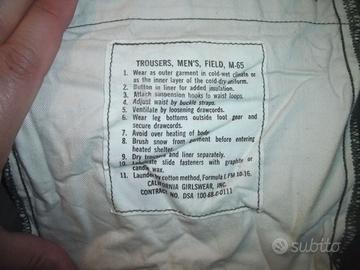 TROUSERS, MEN'S, FIELD, M-65
1. Wear as outer garment in cold-wet climate or
as the inner layer of the cold-dry uniform.
2. Button in liner for added insulation.
3. Attach suspension hooks to waist loops.
4. Adjust waist by buckle straps.
5. Ventilate by loosening drawcords.
6. Wear leg bottoms outside foot gear and
secure drawcords.
7. Avoid over heating of body
8. Brush snow from garment before entering
heated shelter.
9. Dry trousers and liner separately.
10. Lubricate slide fasteners with graphite or
candle wax.
11. Launder by cotton method, Formula I, FM 10-16.
CALIFORNIA GIRLSWEAR, INC.
CONTRACT NO. DSA 100-68-C-0111
subito